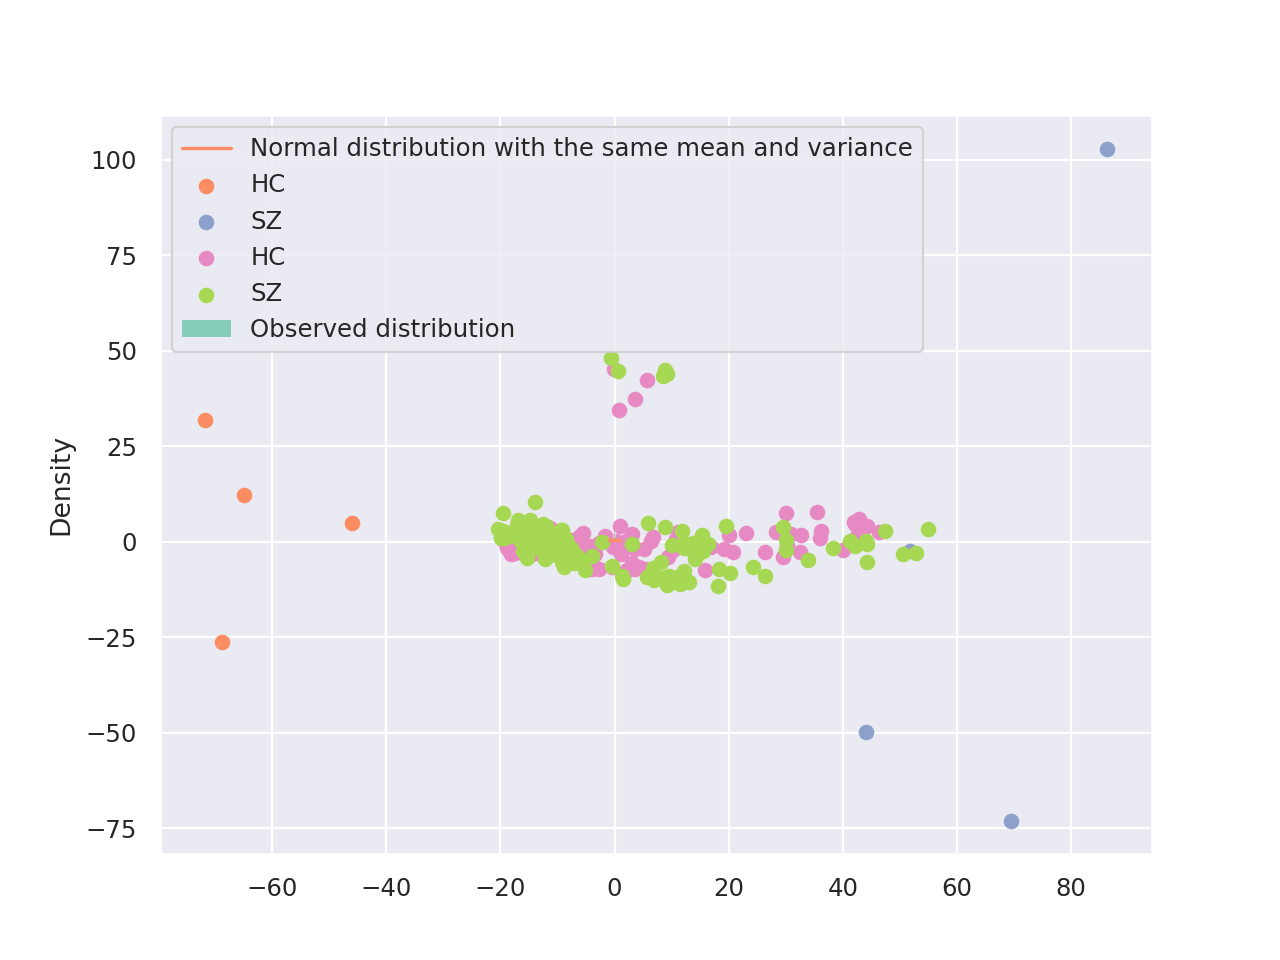 Normal distribution with the same mean and variance
HC
SZ
HC
SZ
Observed distribution
Density
100
75
50
25
0
−25
−50
−75
−60
−40
−20
0
20
40
60
80